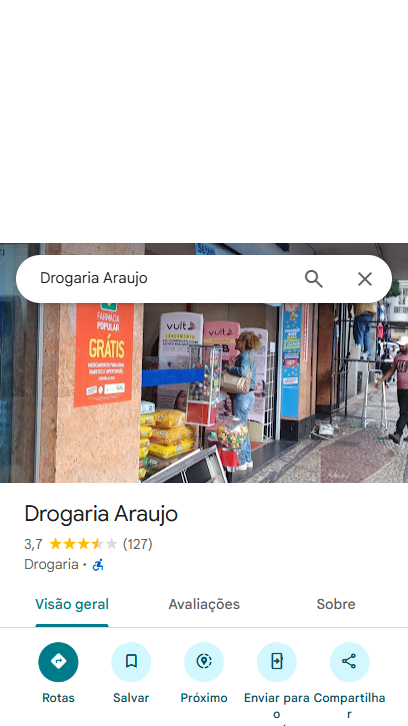 Drogaria Araujo
FARMÁCIA
POPULAR
GRÁTIS
vult
vult
Drogaria Araujo
3,7 (127)
Drogaria ·
Visão geral Avaliações Sobre
Rotas Salvar Próximo Enviar para o Compartilhar